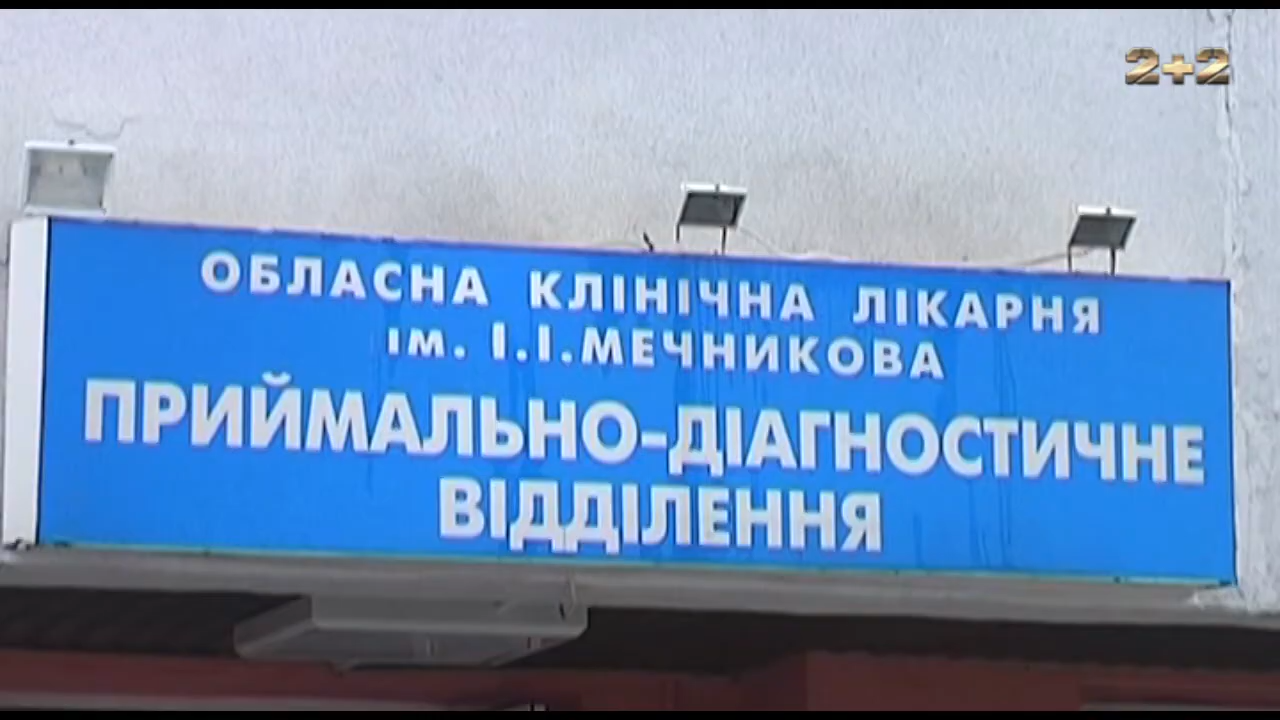 2+2
ОБЛАСНА КЛІНІЧНА ЛІКАРНЯ
ім. І.І.МЕЧНИКОВА
ПРИЙМАЛЬНО-ДІАГНОСТИЧНЕ
ВІДДІЛЕННЯ